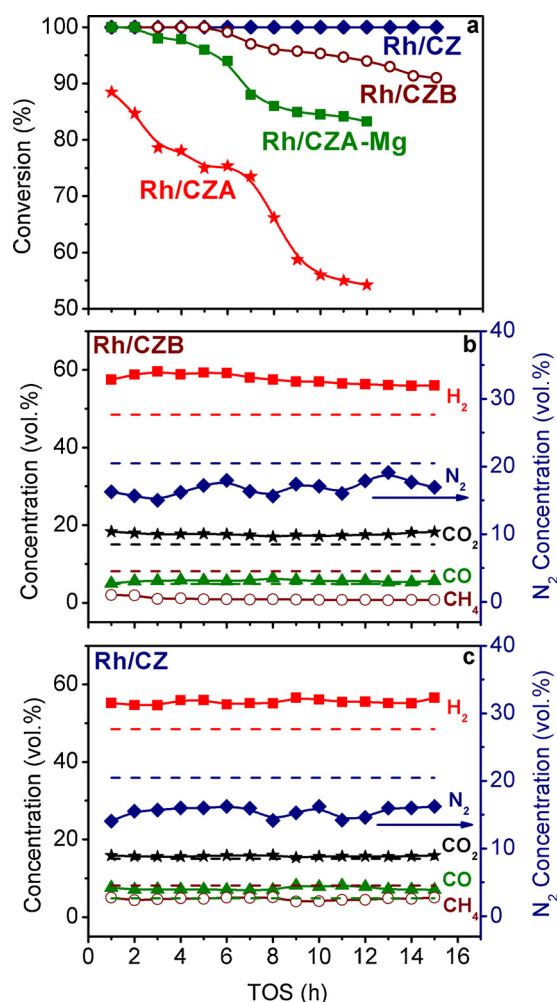 a
100
90
80
70
60
50
Conversion (%)
Rh/CZ
Rh/CZB
Rh/CZA-Mg
Rh/CZA
Rh/CZB
b
60
40
20
0
Concentration (vol.%)
40
30
20
10
0
N2 Concentration (vol.%)
H2
N2
CO2
CO
CH4
Rh/CZ
c
60
40
20
0
Concentration (vol.%)
40
30
20
10
0
N2 Concentration (vol.%)
H2
N2
CO2
CO
CH4
0 2 4 6 8 10 12 14 16
TOS (h)